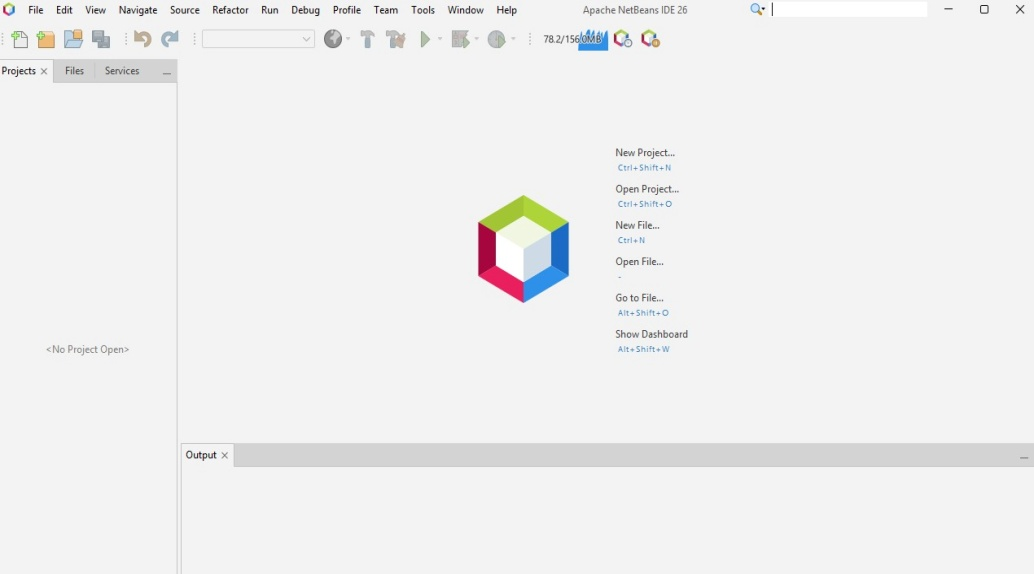 File Edit View Navigate Source Refactor Run Debug Profile Team Tools Window Help Apache NetBeans IDE 26
78.2/156.0MB
Projects Files Services
New Project...
Ctrl+Shift+N
Open Project...
Ctrl+Shift+O
New File...
Ctrl+N
Open File...
-
Go to File...
Alt+Shift+O
Show Dashboard
Alt+Shift+W
<No Project Open>
Output